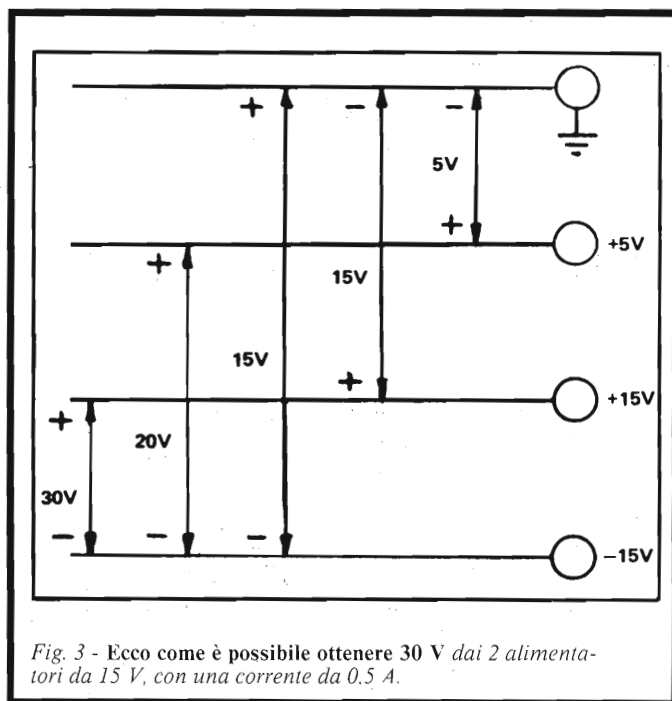 + − −
5V
+ +5V
+
15V
15V
+
+ +15V
20V
30V
− − − −15V
Fig. 3 - Ecco come è possibile ottenere 30 V dai 2 alimenta-
tori da 15 V, con una corrente da 0.5 A.